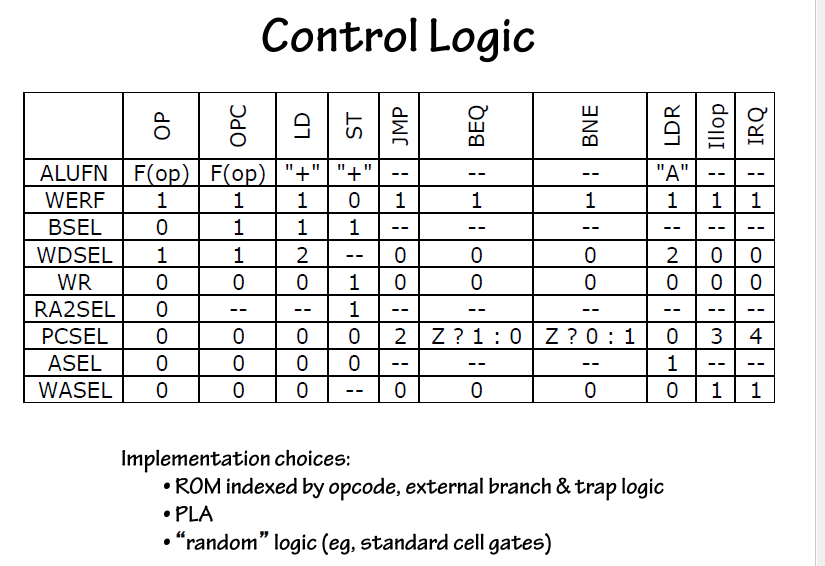 Control Logic
OP OPC LD ST JMP BEQ BNE LDR Illop IRQ
ALUFN F(op) F(op) "+" "+" -- -- -- "A" -- --
WERF 1 1 1 0 1 1 1 1 1 1
BSEL 0 1 1 1 -- -- -- -- -- --
WDSEL 1 1 2 -- 0 0 0 2 0 0
WR 0 0 0 1 0 0 0 0 0 0
RA2SEL 0 -- -- 1 -- -- -- -- -- --
PCSEL 0 0 0 0 2 Z ? 1 : 0 Z ? 0 : 1 0 3 4
ASEL 0 0 0 0 -- -- -- 1 -- --
WASEL 0 0 0 -- 0 0 0 0 1 1
Implementation choices:
• ROM indexed by opcode, external branch & trap logic
• PLA
• “random” logic (eg, standard cell gates)